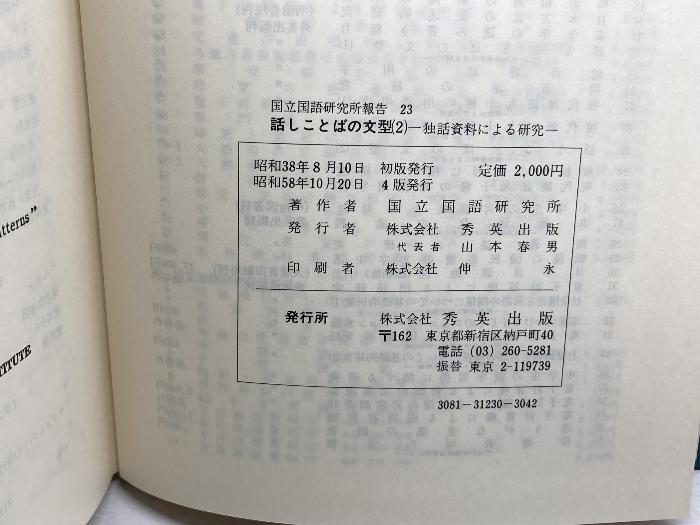 国立国語研究所報告 23
話しことばの文型(2)―独話資料による研究―
昭和38年8月10日 初版発行 定価 2,000円
昭和58年10月20日 4版発行
著作者 国立国語研究所
発行者 株式会社 秀英出版
代表者 山本春男
印刷者 株式会社 伸永
発行所 株式会社 秀英出版
〒162 東京都新宿区納戸町40
電話 (03) 260-5281
振替 東京 2-119739
3081-31230-3042
tterns"
TITUTE